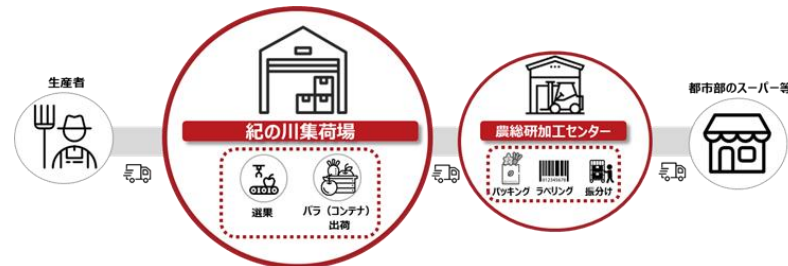 生産者
紀の川集荷場
選果
バラ（コンテナ）
出荷
農総研加工センター
パッキング
ラベリング
振分け
都市部のスーパー等